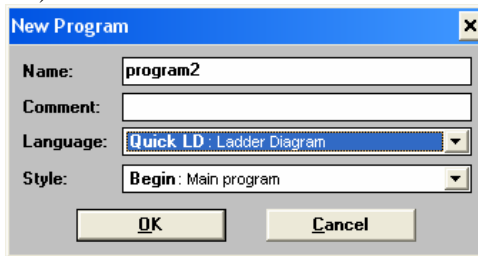 New Program
Name: program2
Comment:
Language: Quick LD : Ladder Diagram
Style: Begin : Main program
OK Cancel